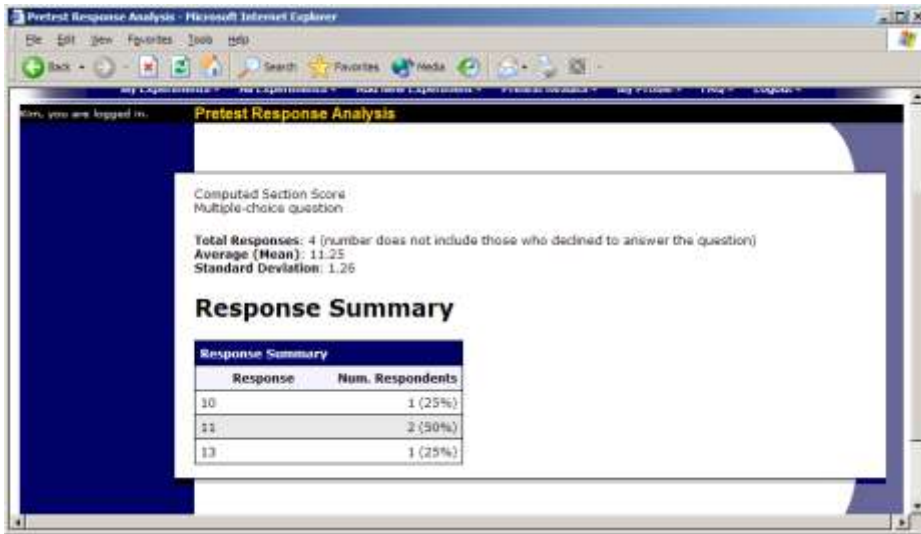 Pretest Response Analysis - Microsoft Internet Explorer
File Edit View Favorites Tools Help
Back Search Favorites Media
My Experiments All Experiments Add New Experiment Pretest Results My Profile FAQ Logout
Kim, you are logged in. Pretest Response Analysis
Computed Section Score
Multiple-choice question
Total Responses: 4 (number does not include those who declined to answer the question)
Average (Mean): 11.25
Standard Deviation: 1.26
Response Summary
Response Summary
Response Num. Respondents
10 1 (25%)
11 2 (50%)
13 1 (25%)